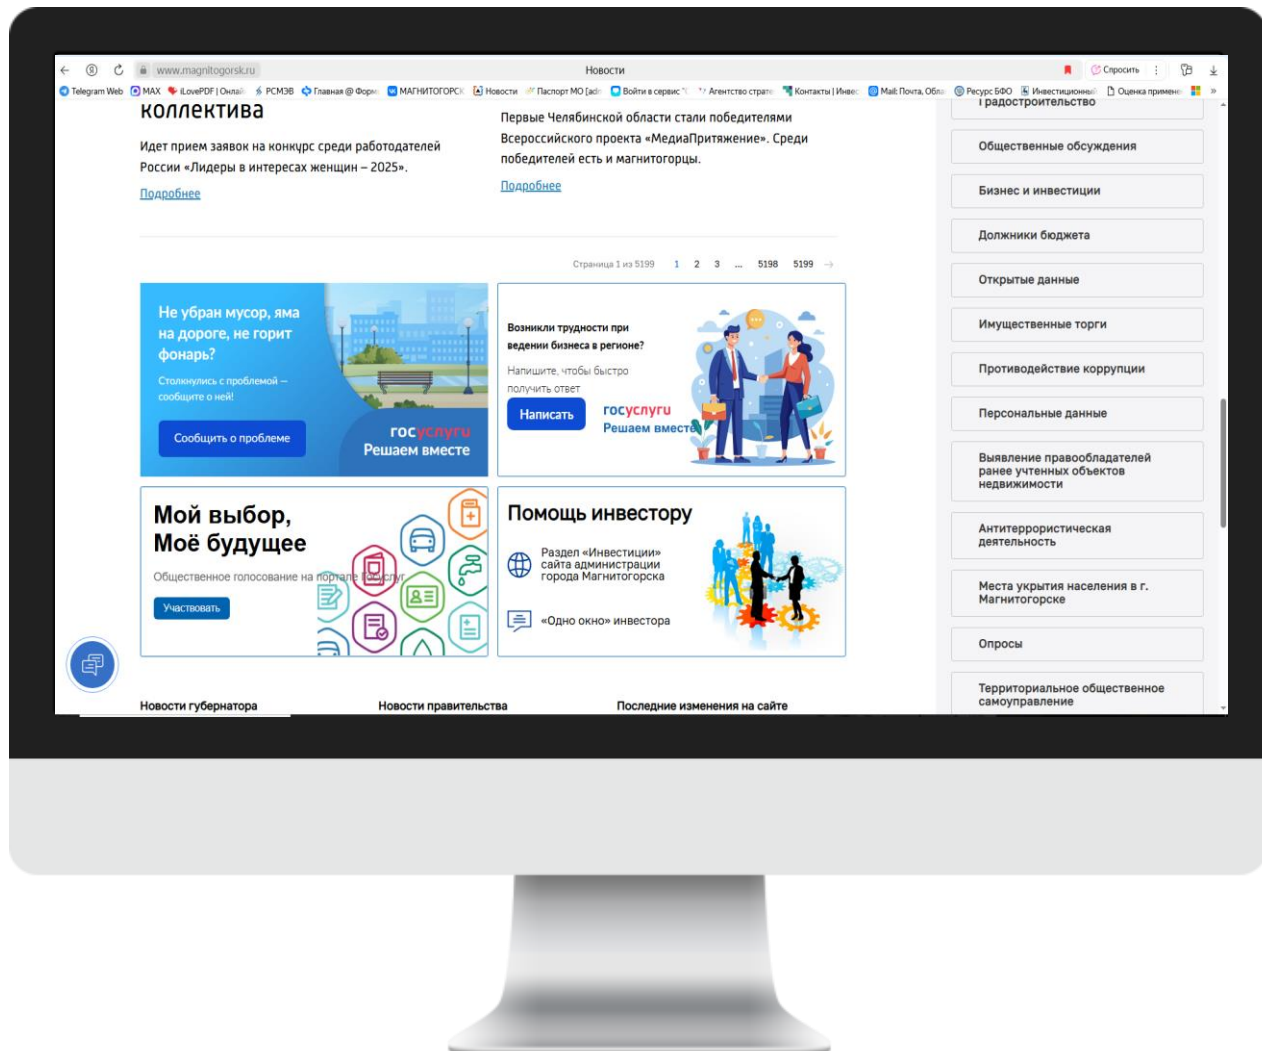 www.magnitogorsk.ru
Новости
Спросить
Telegram Web MAX iLovePDF | Онлай РСМЭВ Главная @ Форм МАГНИТОГОРСК Новости Паспорт МО [adm Войти в сервис "С Агентство страте Контакты | Инвес Mail: Почта, Обла Ресурс БФО Инвестиционный Оценка примене »
коллектива
Идет прием заявок на конкурс среди работодателей
России «Лидеры в интересах женщин – 2025».
Подробнее
Первые Челябинской области стали победителями
Всероссийского проекта «МедиаПритяжение». Среди
победителей есть и магнитогорцы.
Подробнее
Страница 1 из 5199 1 2 3 ... 5198 5199 →
Не убран мусор, яма
на дороге, не горит
фонарь?
Столкнулись с проблемой —
сообщите о ней!
Сообщить о проблеме
госуслуги
Решаем вместе
Возникли трудности при
ведении бизнеса в регионе?
Напишите, чтобы быстро
получить ответ
Написать
госуслуги
Решаем вместе
Мой выбор,
Моё будущее
Общественное голосование на портале Госуслуг
Участвовать
Помощь инвестору
Раздел «Инвестиции»
сайта администрации
города Магнитогорска
«Одно окно» инвестора
Новости губернатора
Новости правительства
Последние изменения на сайте
Градостроительство
Общественные обсуждения
Бизнес и инвестиции
Должники бюджета
Открытые данные
Имущественные торги
Противодействие коррупции
Персональные данные
Выявление правообладателей
ранее учтенных объектов
недвижимости
Антитеррористическая
деятельность
Места укрытия населения в г.
Магнитогорске
Опросы
Территориальное общественное
самоуправление